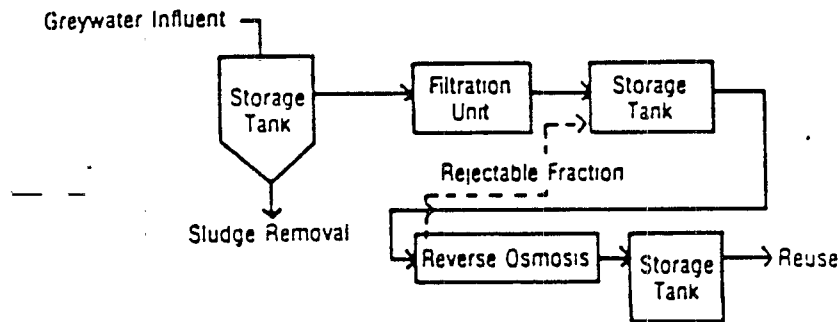 Greywater Influent
Storage
Tank
Filtration
Unit
Storage
Tank
Rejectable Fraction
Sludge Removal
Reverse Osmosis
Storage
Tank
Reuse